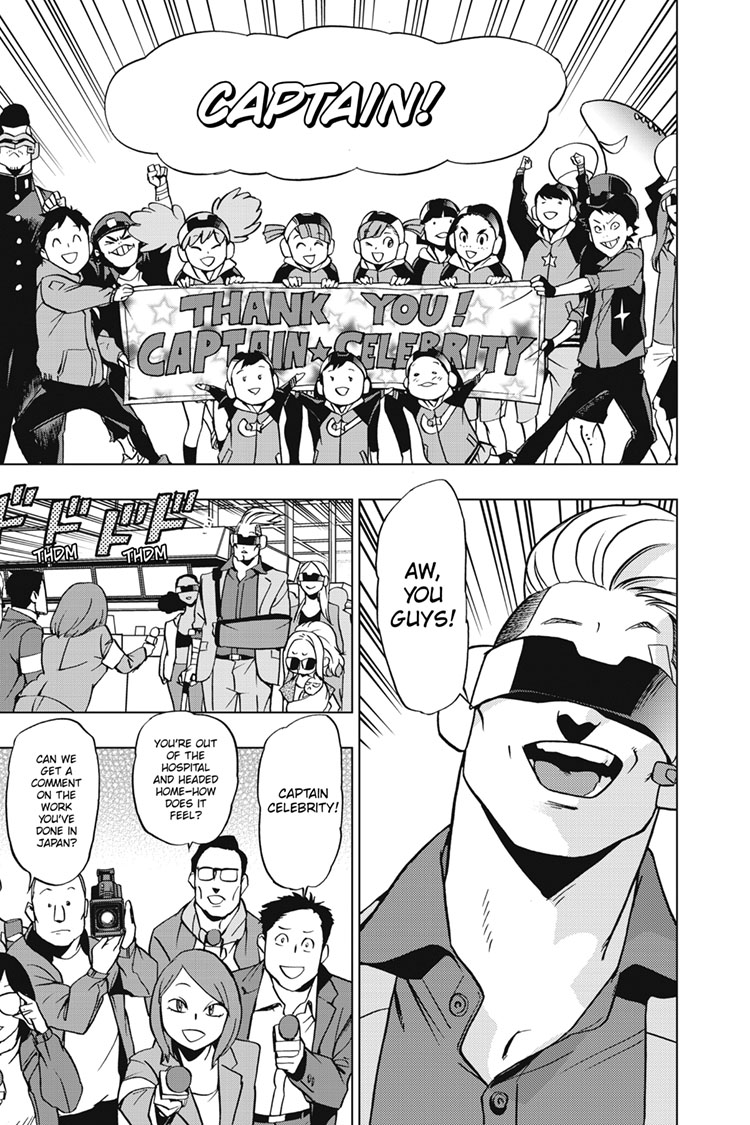 CAPTAIN!
THANK YOU!
CAPTAIN★CELEBRITY
AW,
YOU
GUYS!
ドドドド
THDM
THDM
CAPTAIN
CELEBRITY!
YOU'RE OUT
OF THE
HOSPITAL
AND HEADED
HOME–HOW
DOES IT
FEEL?
CAN WE
GET A
COMMENT
ON THE
WORK
YOU'VE
DONE IN
JAPAN?